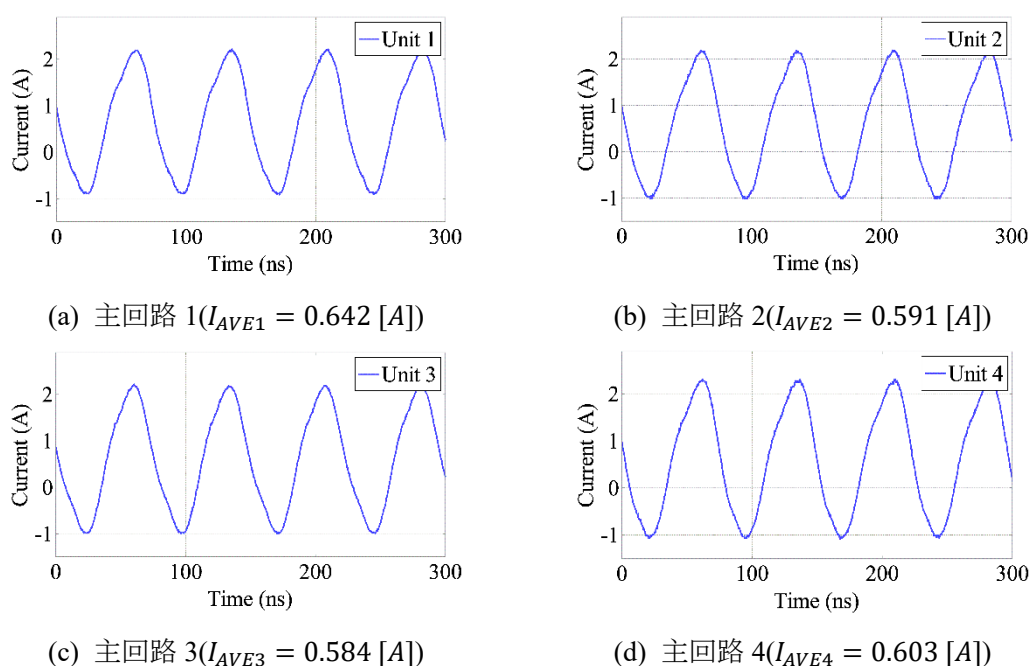 Unit 1
Current (A)
2
1
0
-1
0
100
200
300
Time (ns)
(a) 主回路 1(I_{AVE1} = 0.642 [A])
Unit 2
Current (A)
2
1
0
-1
0
100
200
300
Time (ns)
(b) 主回路 2(I_{AVE2} = 0.591 [A])
Unit 3
Current (A)
2
1
0
-1
0
100
200
300
Time (ns)
(c) 主回路 3(I_{AVE3} = 0.584 [A])
Unit 4
Current (A)
2
1
0
-1
0
100
200
300
Time (ns)
(d) 主回路 4(I_{AVE4} = 0.603 [A])